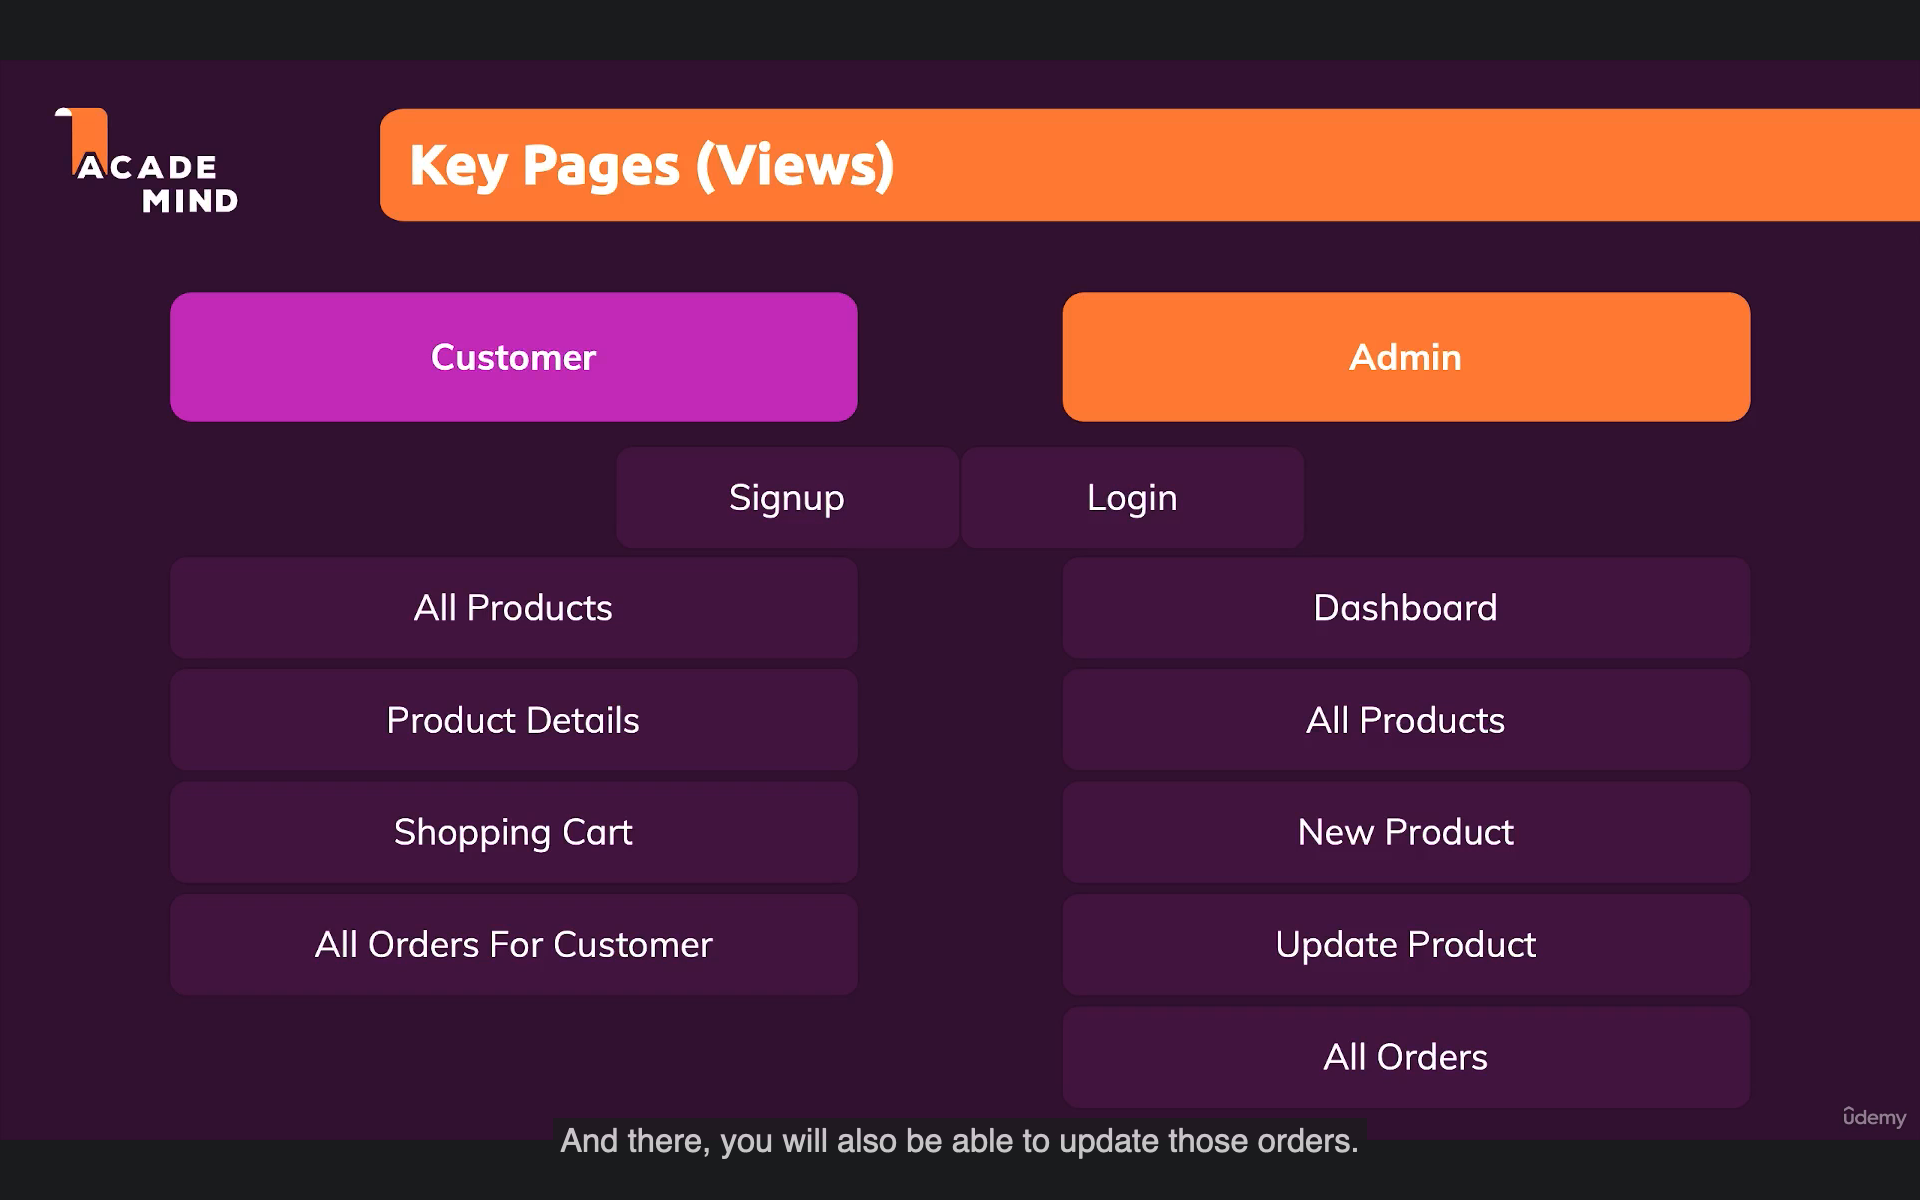 ACADE
MIND
Key Pages (Views)
Customer
Admin
Signup
Login
All Products
Dashboard
Product Details
All Products
Shopping Cart
New Product
All Orders For Customer
Update Product
All Orders
And there, you will also be able to update those orders.
udemy